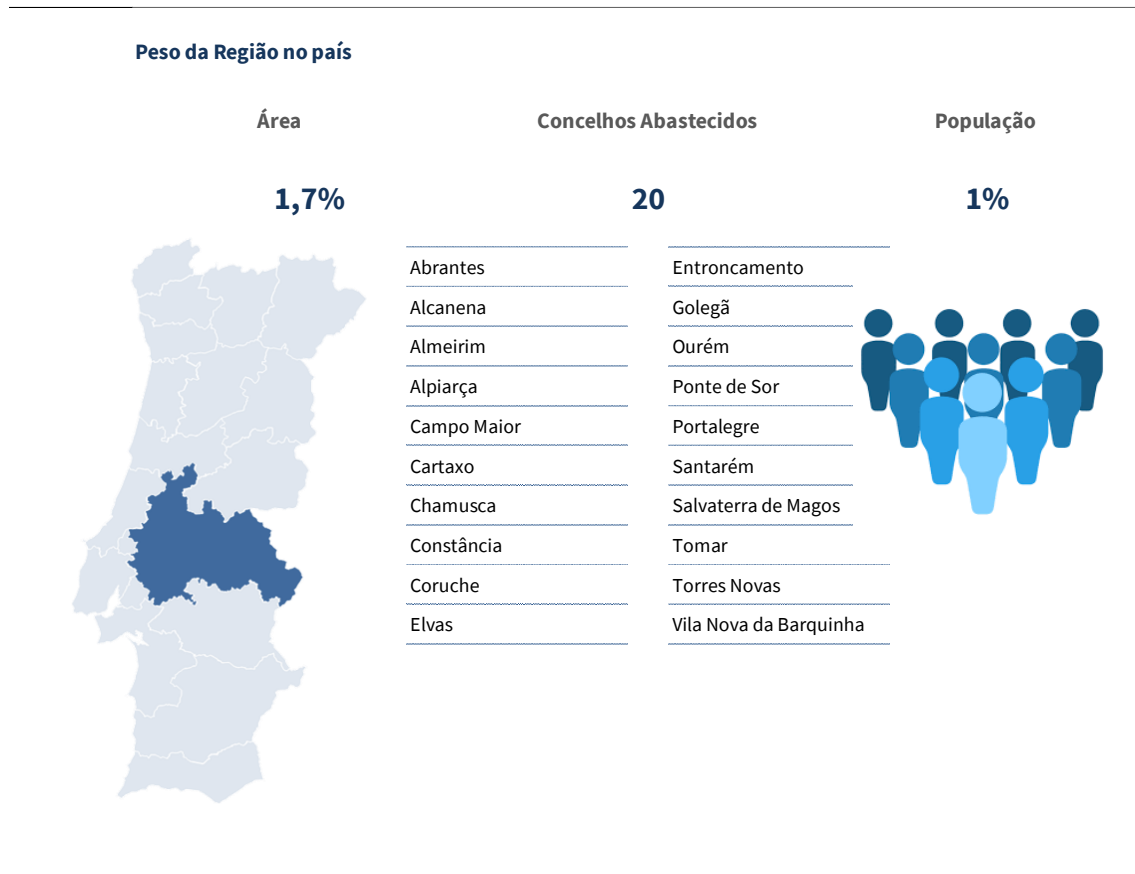 Peso da Região no país
Área
Concelhos Abastecidos
População
1,7%
20
1%
Abrantes
Alcanena
Almeirim
Alpiarça
Campo Maior
Cartaxo
Chamusca
Constância
Coruche
Elvas
Entroncamento
Golegã
Ourém
Ponte de Sor
Portalegre
Santarém
Salvaterra de Magos
Tomar
Torres Novas
Vila Nova da Barquinha